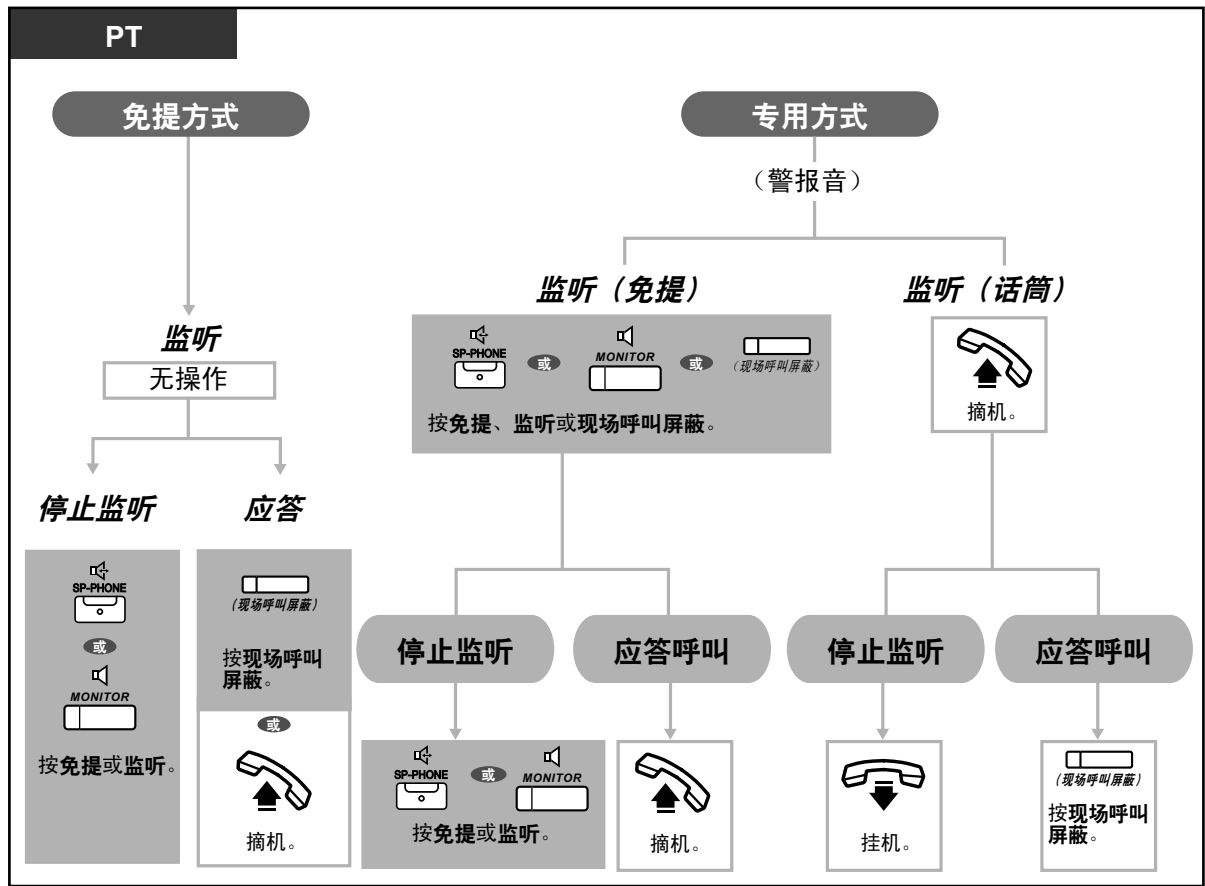 PT
免提方式
监听
无操作
停止监听
SP-PHONE
或
MONITOR
按免提或监听。
应答
(现场呼叫屏蔽)
按现场呼叫
屏蔽。
或
摘机。
专用方式
（警报音）
监听（免提）
SP-PHONE 或 MONITOR 或 (现场呼叫屏蔽)
按免提、监听或现场呼叫屏蔽。
停止监听
SP-PHONE 或 MONITOR
按免提或监听。
应答呼叫
摘机。
监听（话筒）
摘机。
停止监听
挂机。
应答呼叫
(现场呼叫屏蔽)
按现场呼叫
屏蔽。